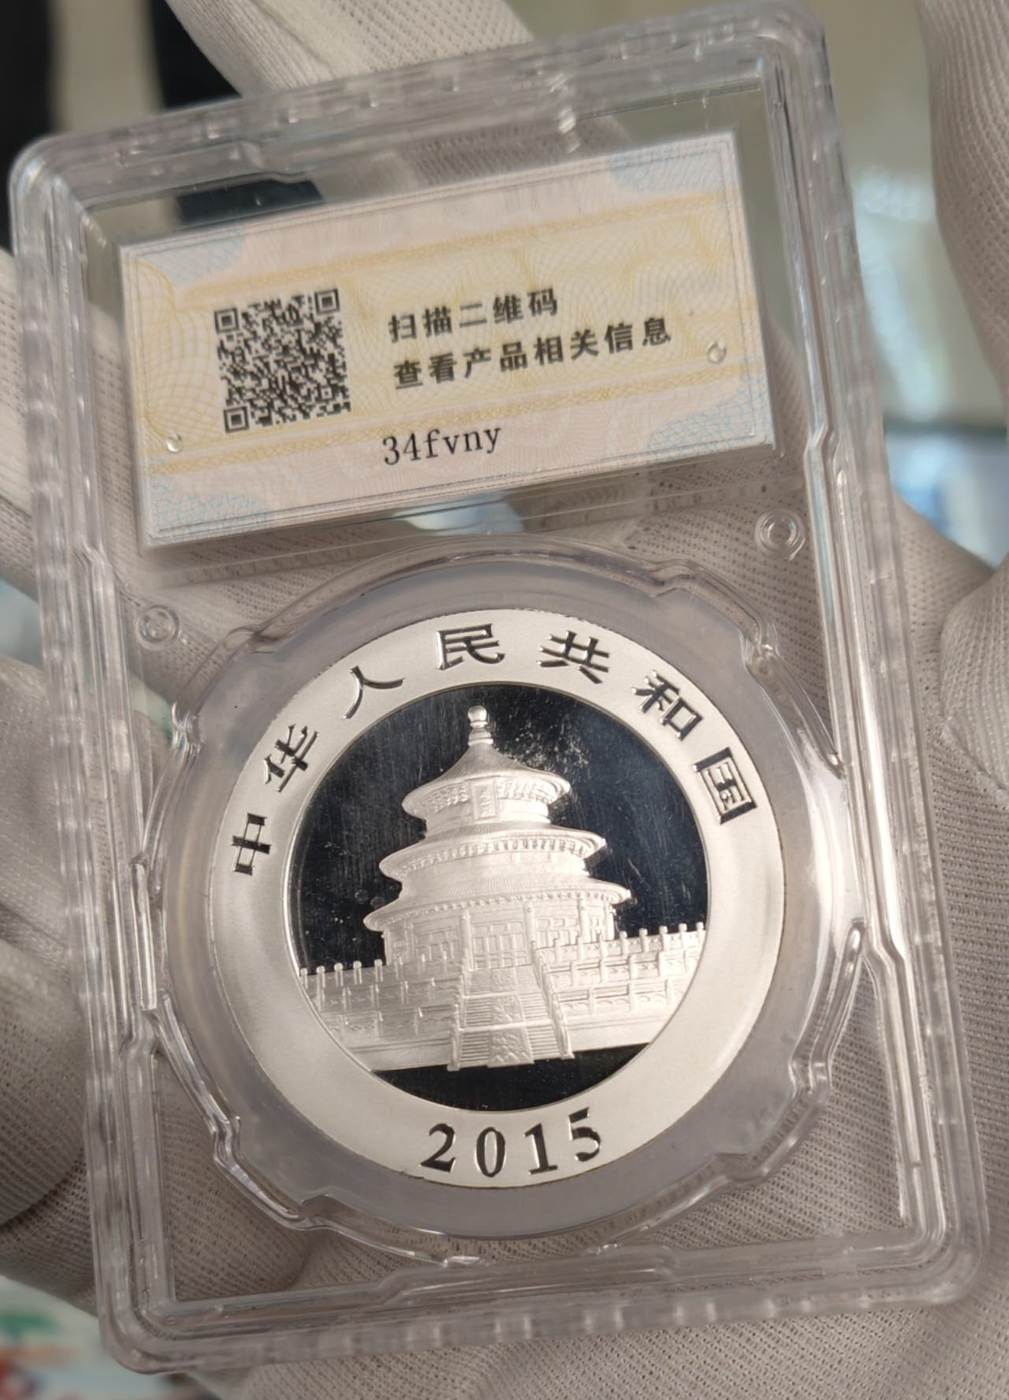 扫描二维码
查看产品相关信息
34fvny
中华人民共和国
2015